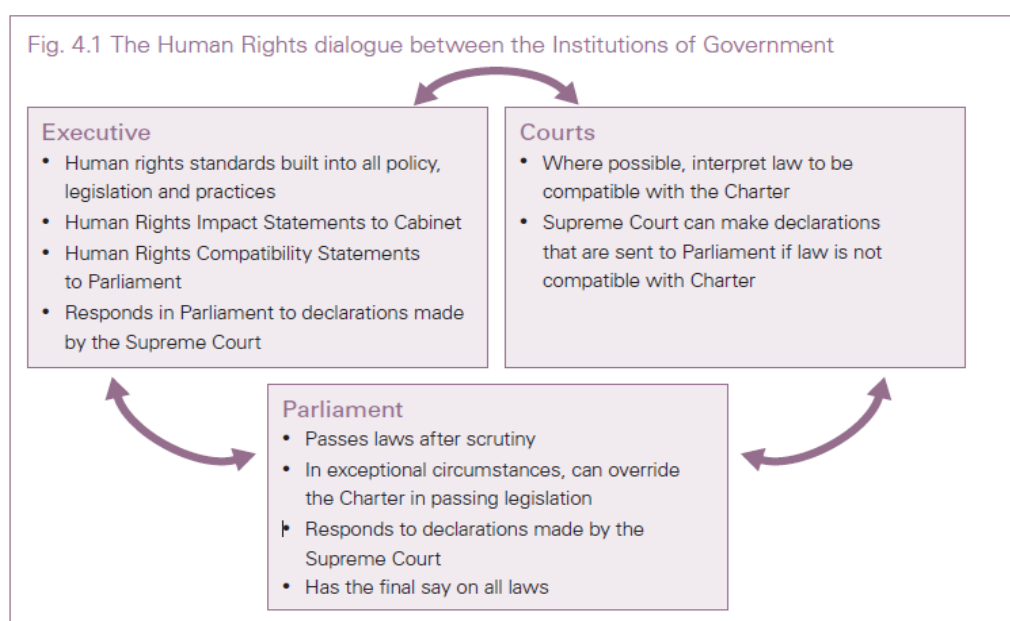 Fig. 4.1 The Human Rights dialogue between the Institutions of Government
Executive
• Human rights standards built into all policy,
legislation and practices
• Human Rights Impact Statements to Cabinet
• Human Rights Compatibility Statements
to Parliament
• Responds in Parliament to declarations made
by the Supreme Court
Courts
• Where possible, interpret law to be
compatible with the Charter
• Supreme Court can make declarations
that are sent to Parliament if law is not
compatible with Charter
Parliament
• Passes laws after scrutiny
• In exceptional circumstances, can override
the Charter in passing legislation
• Responds to declarations made by the
Supreme Court
• Has the final say on all laws